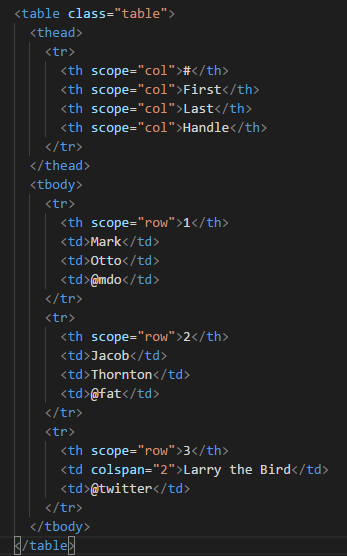 <table class="table">
  <thead>
    <tr>
      <th scope="col">#</th>
      <th scope="col">First</th>
      <th scope="col">Last</th>
      <th scope="col">Handle</th>
    </tr>
  </thead>
  <tbody>
    <tr>
      <th scope="row">1</th>
      <td>Mark</td>
      <td>Otto</td>
      <td>@mdo</td>
    </tr>
    <tr>
      <th scope="row">2</th>
      <td>Jacob</td>
      <td>Thornton</td>
      <td>@fat</td>
    </tr>
    <tr>
      <th scope="row">3</th>
      <td colspan="2">Larry the Bird</td>
      <td>@twitter</td>
    </tr>
  </tbody>
</table>